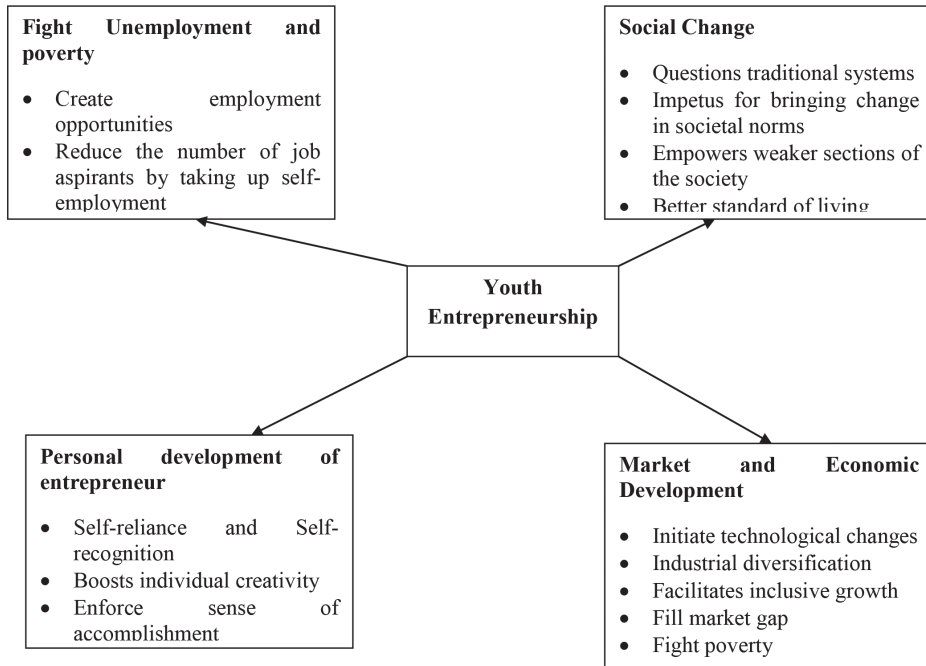 Fight Unemployment and
poverty
• Create employment
opportunities
• Reduce the number of job
aspirants by taking up self-
employment
Social Change
• Questions traditional systems
• Impetus for bringing change
in societal norms
• Empowers weaker sections of
the society
• Better standard of living
Youth
Entrepreneurship
Personal development of
entrepreneur
• Self-reliance and Self-
recognition
• Boosts individual creativity
• Enforce sense of
accomplishment
Market and Economic
Development
• Initiate technological changes
• Industrial diversification
• Facilitates inclusive growth
• Fill market gap
• Fight poverty